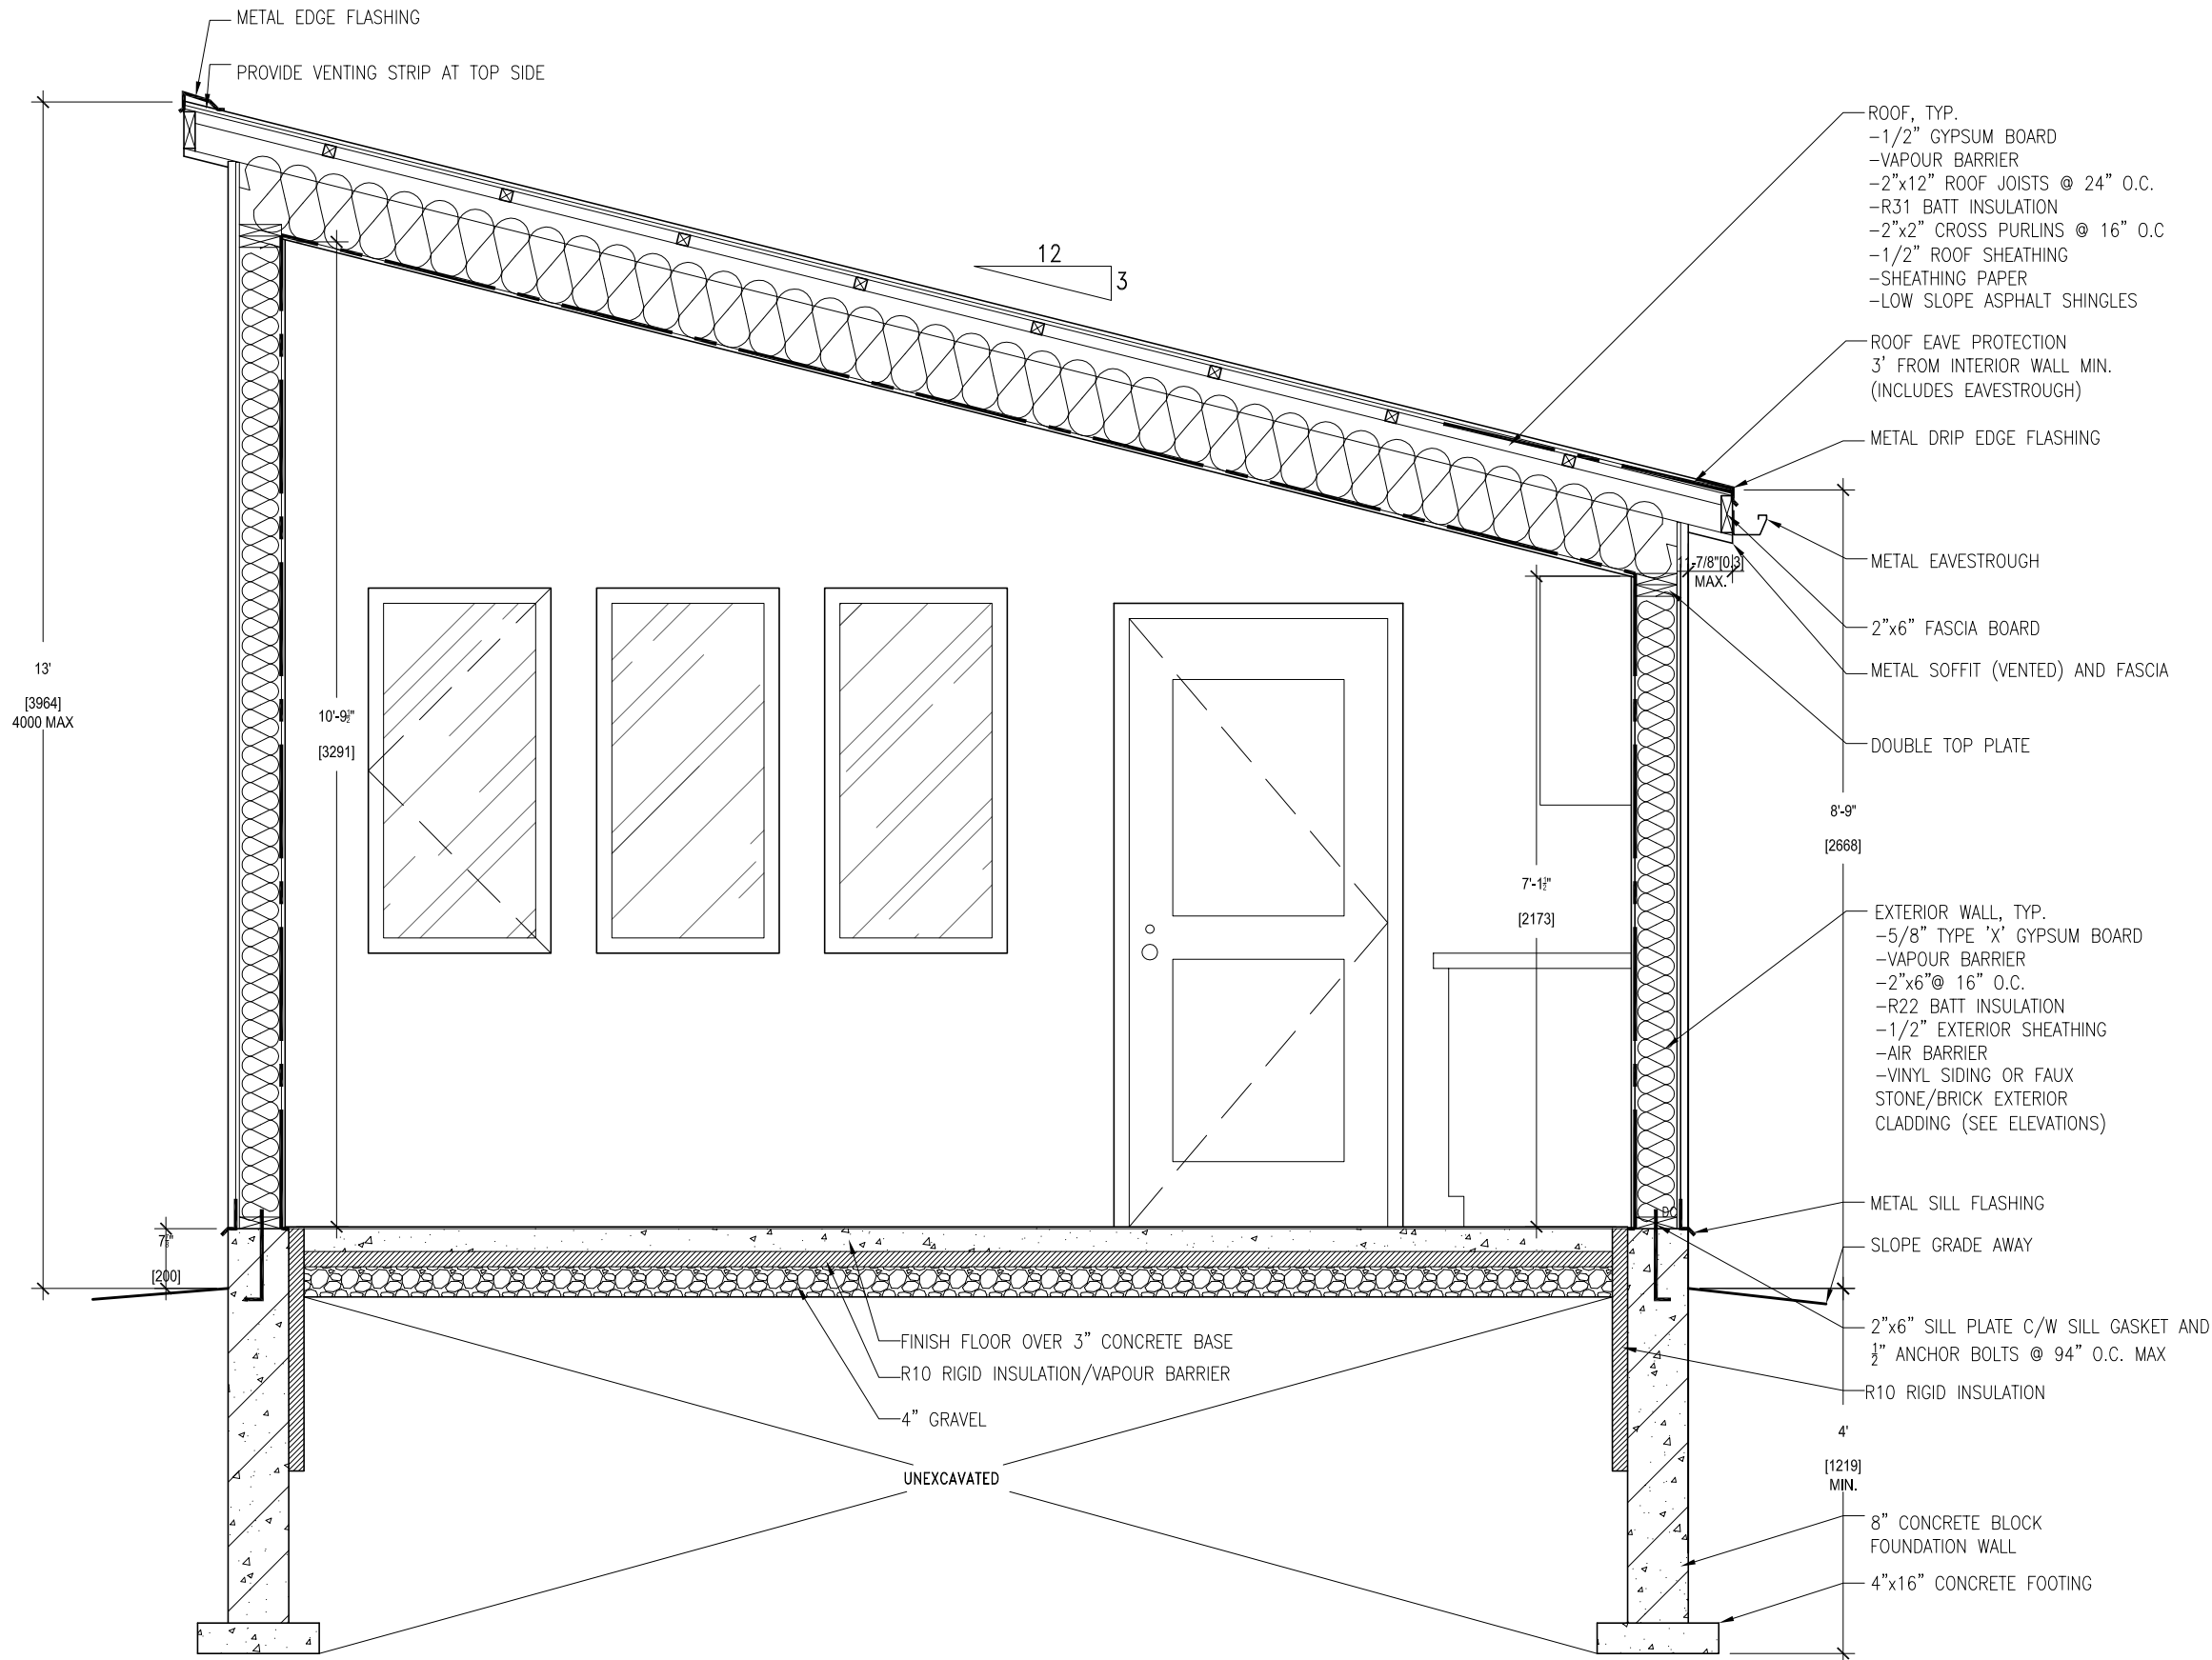 METAL EDGE FLASHING
PROVIDE VENTING STRIP AT TOP SIDE
ROOF, TYP.
-1/2" GYPSUM BOARD
-VAPOUR BARRIER
-2"x12" ROOF JOISTS @ 24" O.C.
-R31 BATT INSULATION
-2"x2" CROSS PURLINS @ 16" O.C
-1/2" ROOF SHEATHING
-SHEATHING PAPER
-LOW SLOPE ASPHALT SHINGLES
12
3
ROOF EAVE PROTECTION
3' FROM INTERIOR WALL MIN.
(INCLUDES EAVESTROUGH)
METAL DRIP EDGE FLASHING
METAL EAVESTROUGH
MAX.
2"x6" FASCIA BOARD
METAL SOFFIT (VENTED) AND FASCIA
DOUBLE TOP PLATE
13'
[3964]
4000 MAX
10'-9½"
[3291]
7'-1½"
[2173]
8'-9"
[2668]
EXTERIOR WALL, TYP.
-5/8" TYPE 'X' GYPSUM BOARD
-VAPOUR BARRIER
-2"x6"@ 16" O.C.
-R22 BATT INSULATION
-1/2" EXTERIOR SHEATHING
-AIR BARRIER
-VINYL SIDING OR FAUX
STONE/BRICK EXTERIOR
CLADDING (SEE ELEVATIONS)
METAL SILL FLASHING
SLOPE GRADE AWAY
[200]
2"x6" SILL PLATE C/W SILL GASKET AND
½" ANCHOR BOLTS @ 94" O.C. MAX
R10 RIGID INSULATION
FINISH FLOOR OVER 3" CONCRETE BASE
R10 RIGID INSULATION/VAPOUR BARRIER
4" GRAVEL
UNEXCAVATED
4'
[1219]
MIN.
8" CONCRETE BLOCK
FOUNDATION WALL
4"x16" CONCRETE FOOTING